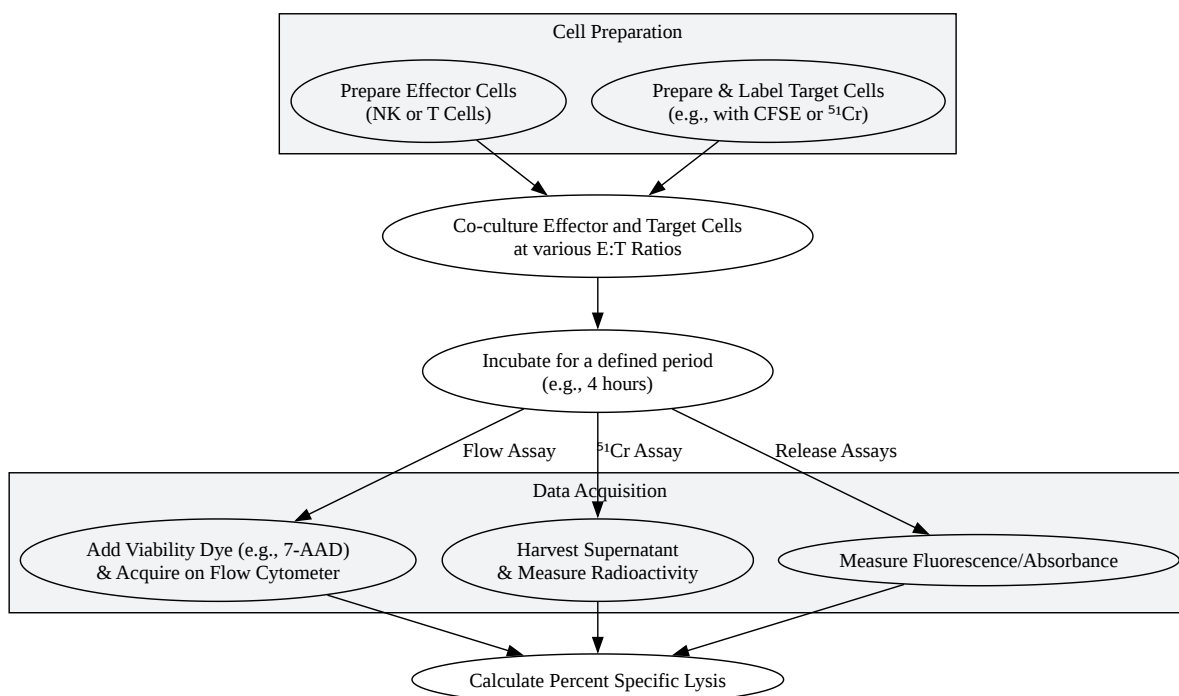 Cell Preparation
Prepare Effector Cells
(NK or T Cells)
Prepare & Label Target Cells
(e.g., with CFSE or ⁵¹Cr)
Co-culture Effector and Target Cells
at various E:T Ratios
Incubate for a defined period
(e.g., 4 hours)
Flow Assay
⁵¹Cr Assay
Release Assays
Data Acquisition
Add Viability Dye (e.g., 7-AAD)
& Acquire on Flow Cytometer
Harvest Supernatant
& Measure Radioactivity
Measure Fluorescence/Absorbance
Calculate Percent Specific Lysis